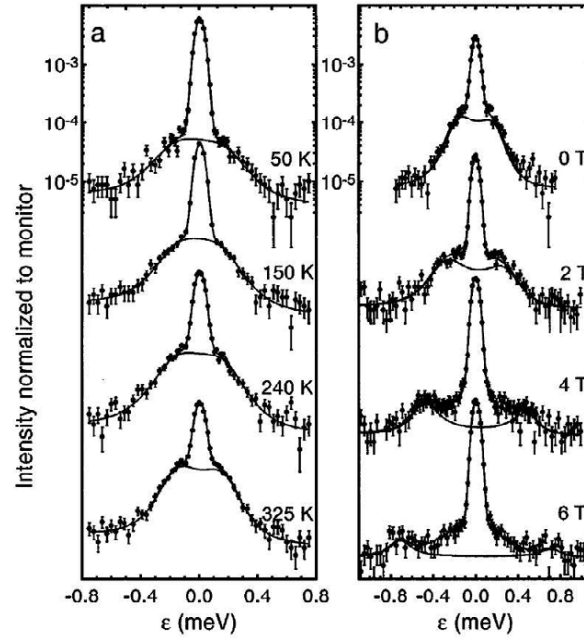 a
b
10-3
10-4
10-5
50 K
150 K
240 K
325 K
10-3
10-4
10-5
0 T
2 T
4 T
6 T
Intensity normalized to monitor
-0.8 -0.4 0.0 0.4 0.8
-0.8 -0.4 0.0 0.4 0.8
ε (meV)
ε (meV)